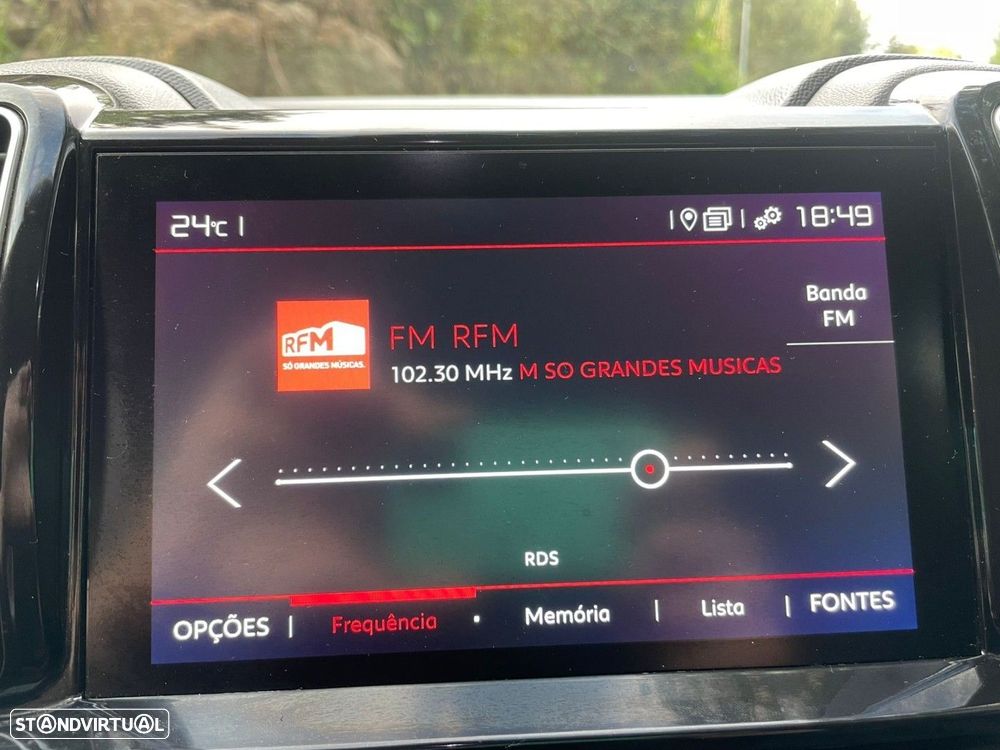 24°C
18:49
Banda
FM
RFM
SÓ GRANDES MÚSICAS.
FM RFM
102.30 MHz M SO GRANDES MUSICAS
RDS
OPÇÕES | Frequência • Memória | Lista | FONTES
STANDVIRTUAL